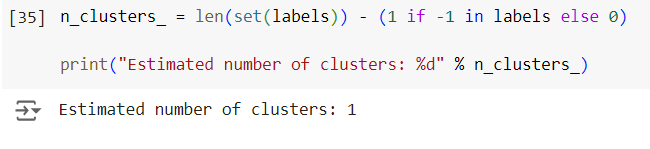 [35] n_clusters_ = len(set(labels)) - (1 if -1 in labels else 0)
print("Estimated number of clusters: %d" % n_clusters_)
Estimated number of clusters: 1